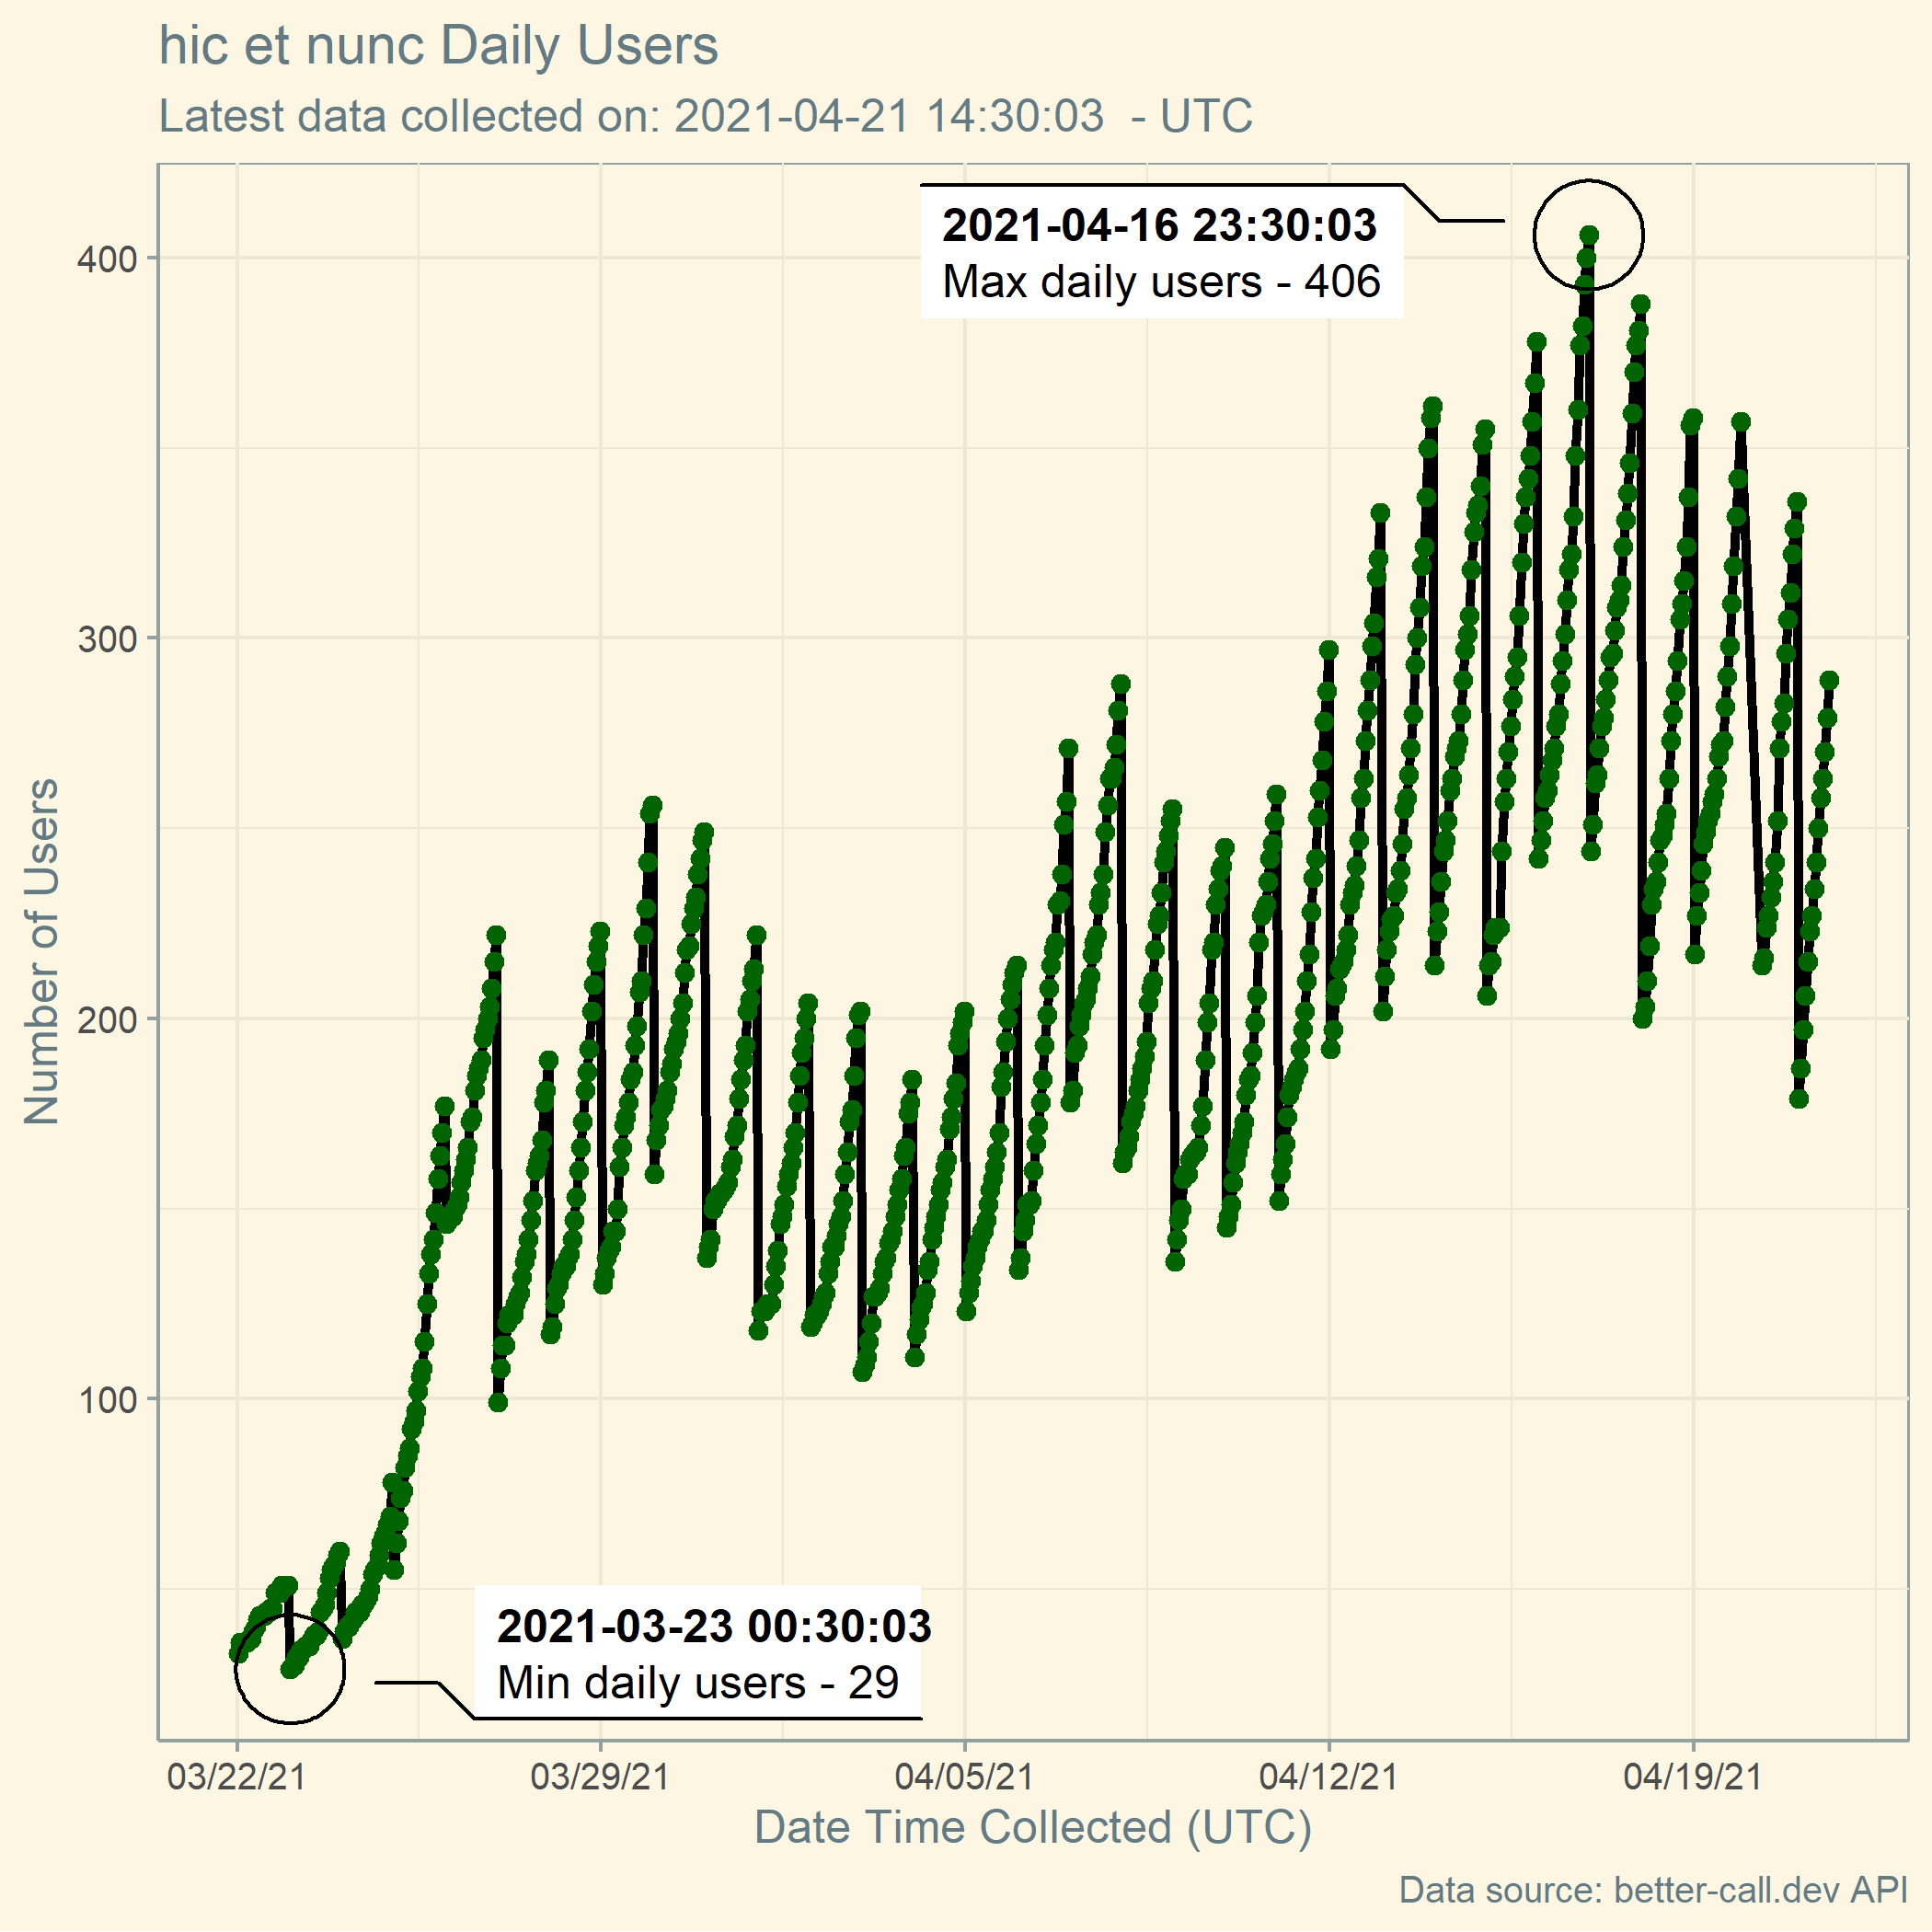 hic et nunc Daily Users
Latest data collected on: 2021-04-21 14:30:03  - UTC
2021-04-16 23:30:03
Max daily users - 406
400
300
200
100
Number of Users
2021-03-23 00:30:03
Min daily users - 29
03/22/21
03/29/21
04/05/21
04/12/21
04/19/21
Date Time Collected (UTC)
Data source: better-call.dev API